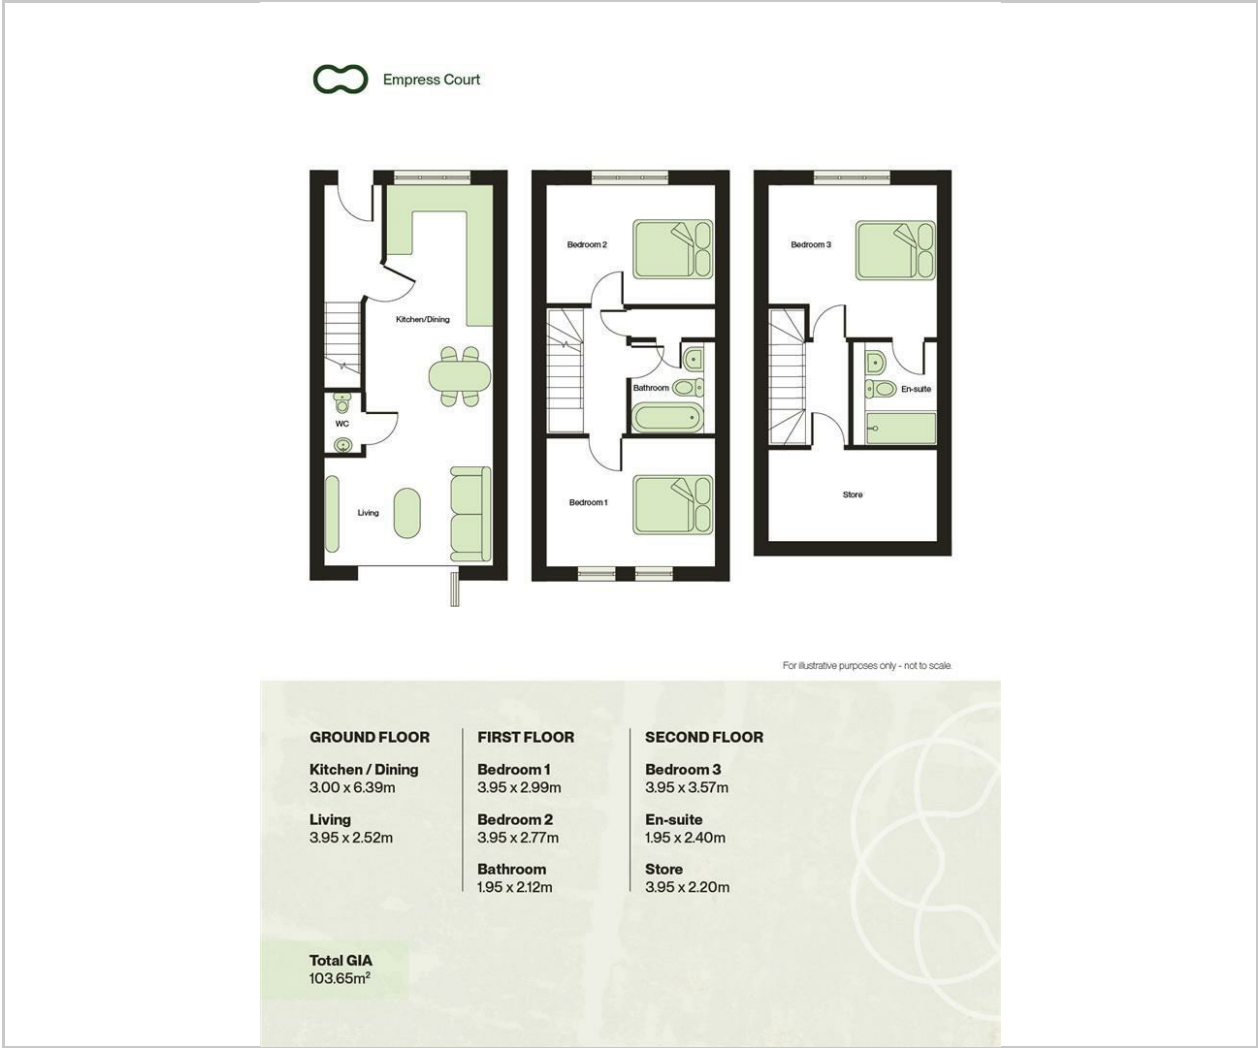 Empress Court
Bedroom 2
Bedroom 3
Kitchen/Dining
Bathroom
En-suite
WC
Store
Bedroom 1
Living
For illustrative purposes only - not to scale.
GROUND FLOOR
Kitchen / Dining
3.00 x 6.39m
Living
3.95 x 2.52m
FIRST FLOOR
Bedroom 1
3.95 x 2.99m
Bedroom 2
3.95 x 2.77m
Bathroom
1.95 x 2.12m
SECOND FLOOR
Bedroom 3
3.95 x 3.57m
En-suite
1.95 x 2.40m
Store
3.95 x 2.20m
Total GIA
103.65m²